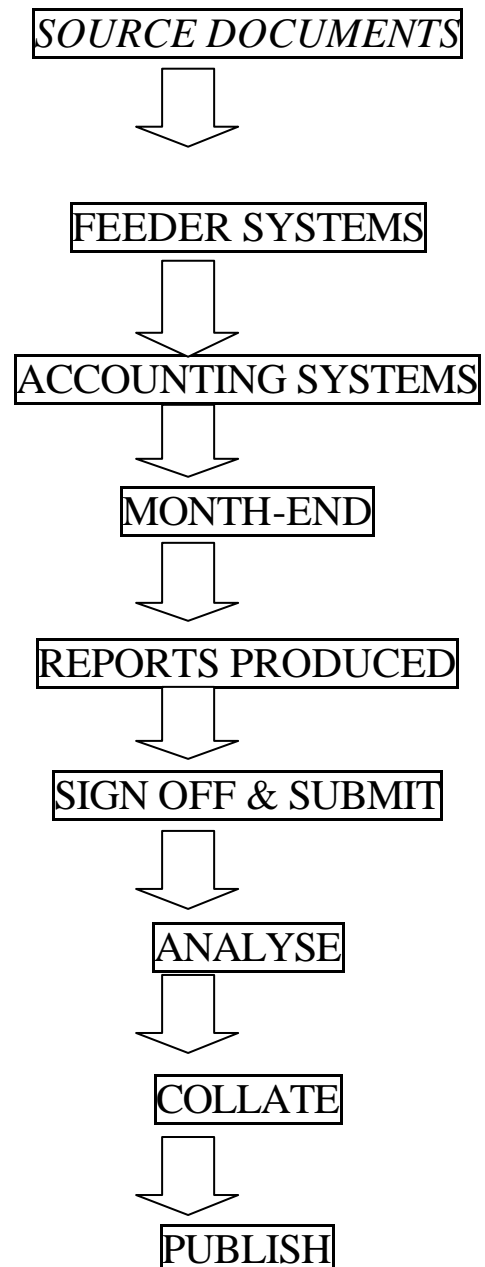 SOURCE DOCUMENTS
FEEDER SYSTEMS
ACCOUNTING SYSTEMS
MONTH-END
REPORTS PRODUCED
SIGN OFF & SUBMIT
ANALYSE
COLLATE
PUBLISH